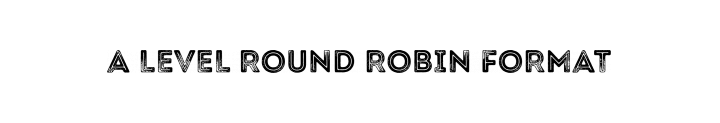 A LEVEL ROUND ROBIN FORMAT